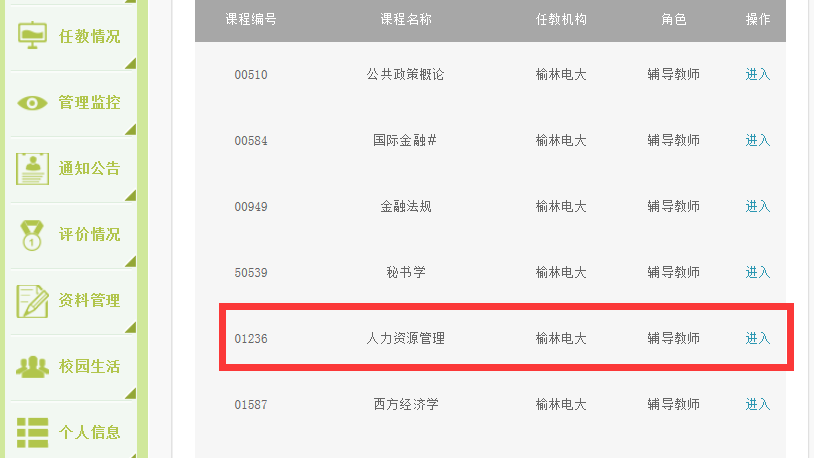 任教情况
管理监控
通知公告
评价情况
1
资料管理
校园生活
个人信息
课程编号 课程名称 任教机构 角色 操作
00510 公共政策概论 榆林电大 辅导教师 进入
00584 国际金融# 榆林电大 辅导教师 进入
00949 金融法规 榆林电大 辅导教师 进入
50539 秘书学 榆林电大 辅导教师 进入
01236 人力资源管理 榆林电大 辅导教师 进入
01587 西方经济学 榆林电大 辅导教师 进入